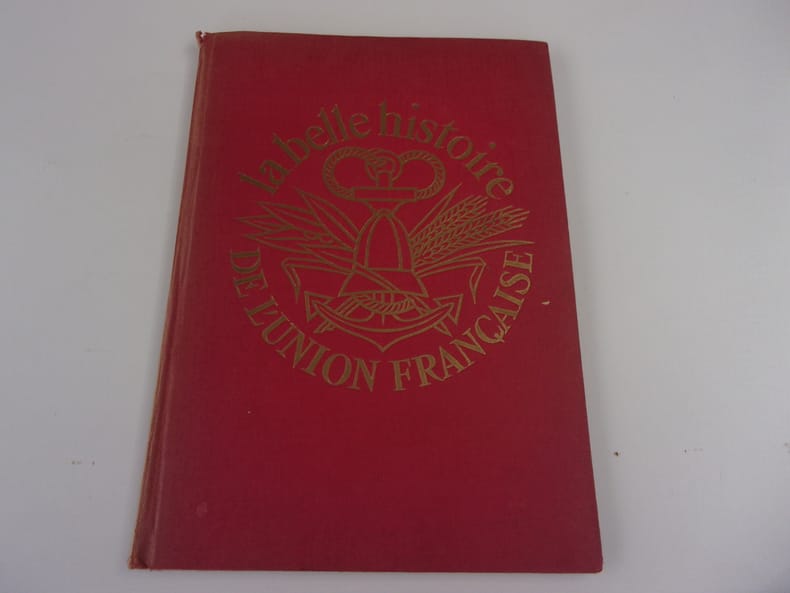 la belle histoire
DE L'UNION FRANÇAISE